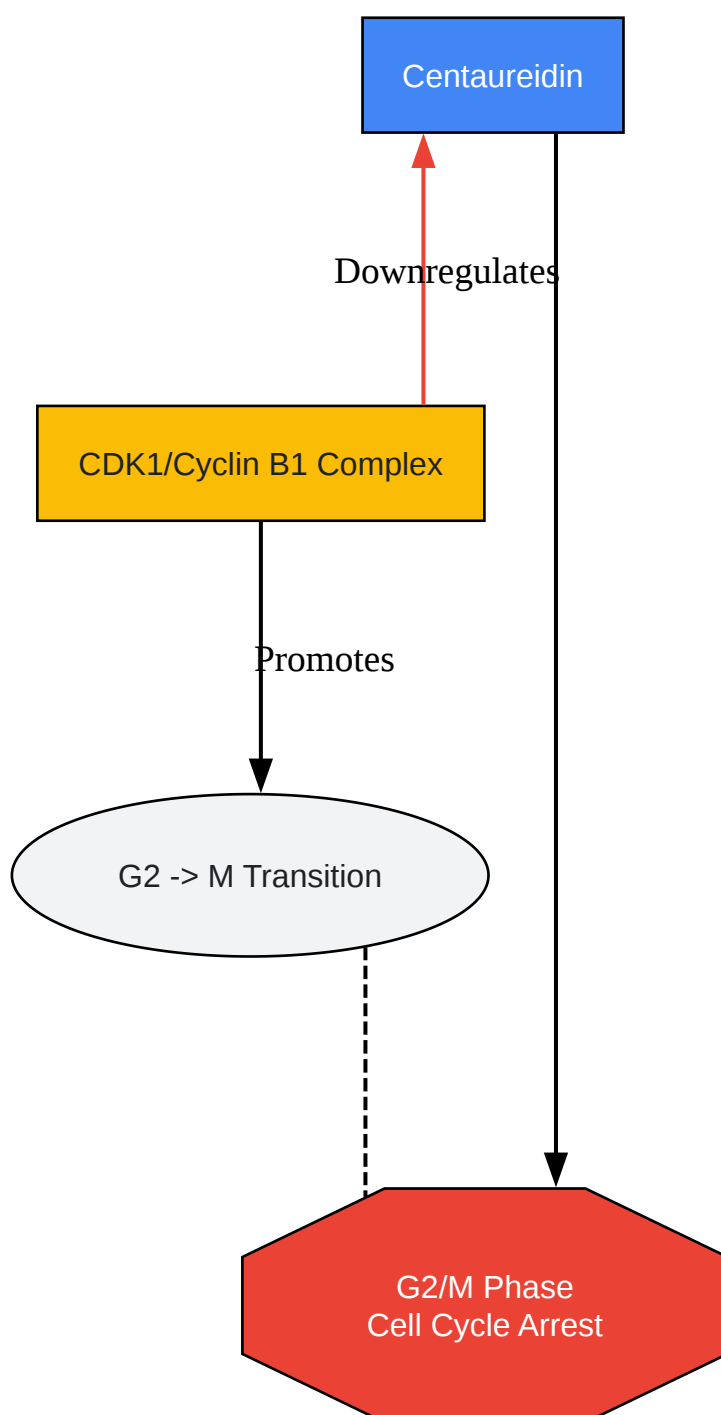 Centaureidin
Downregulates
CDK1/Cyclin B1 Complex
Promotes
G2 -> M Transition
G2/M Phase
Cell Cycle Arrest